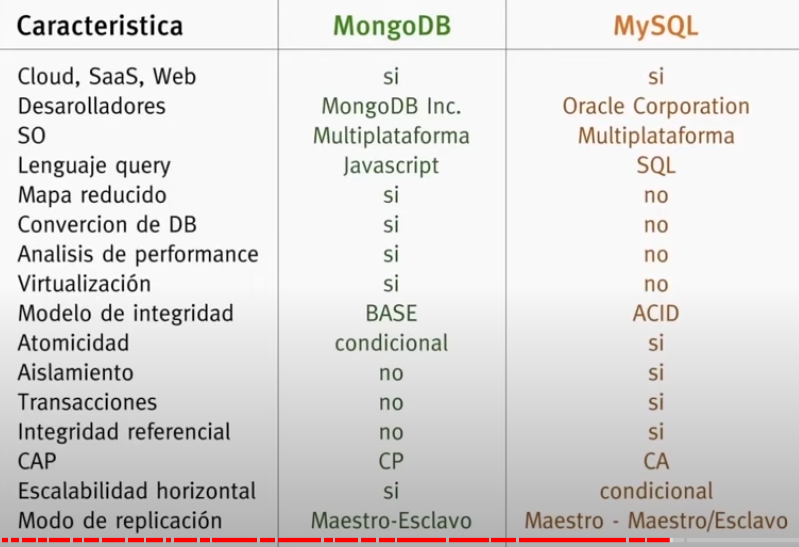 Caracteristica MongoDB MySQL
Cloud, SaaS, Web si si
Desarolladores MongoDB Inc. Oracle Corporation
SO Multiplataforma Multiplataforma
Lenguaje query Javascript SQL
Mapa reducido si no
Convercion de DB si no
Analisis de performance si no
Virtualización si no
Modelo de integridad BASE ACID
Atomicidad condicional si
Aislamiento no si
Transacciones no si
Integridad referencial no si
CAP CP CA
Escalabilidad horizontal si condicional
Modo de replicación Maestro-Esclavo Maestro - Maestro/Esclavo